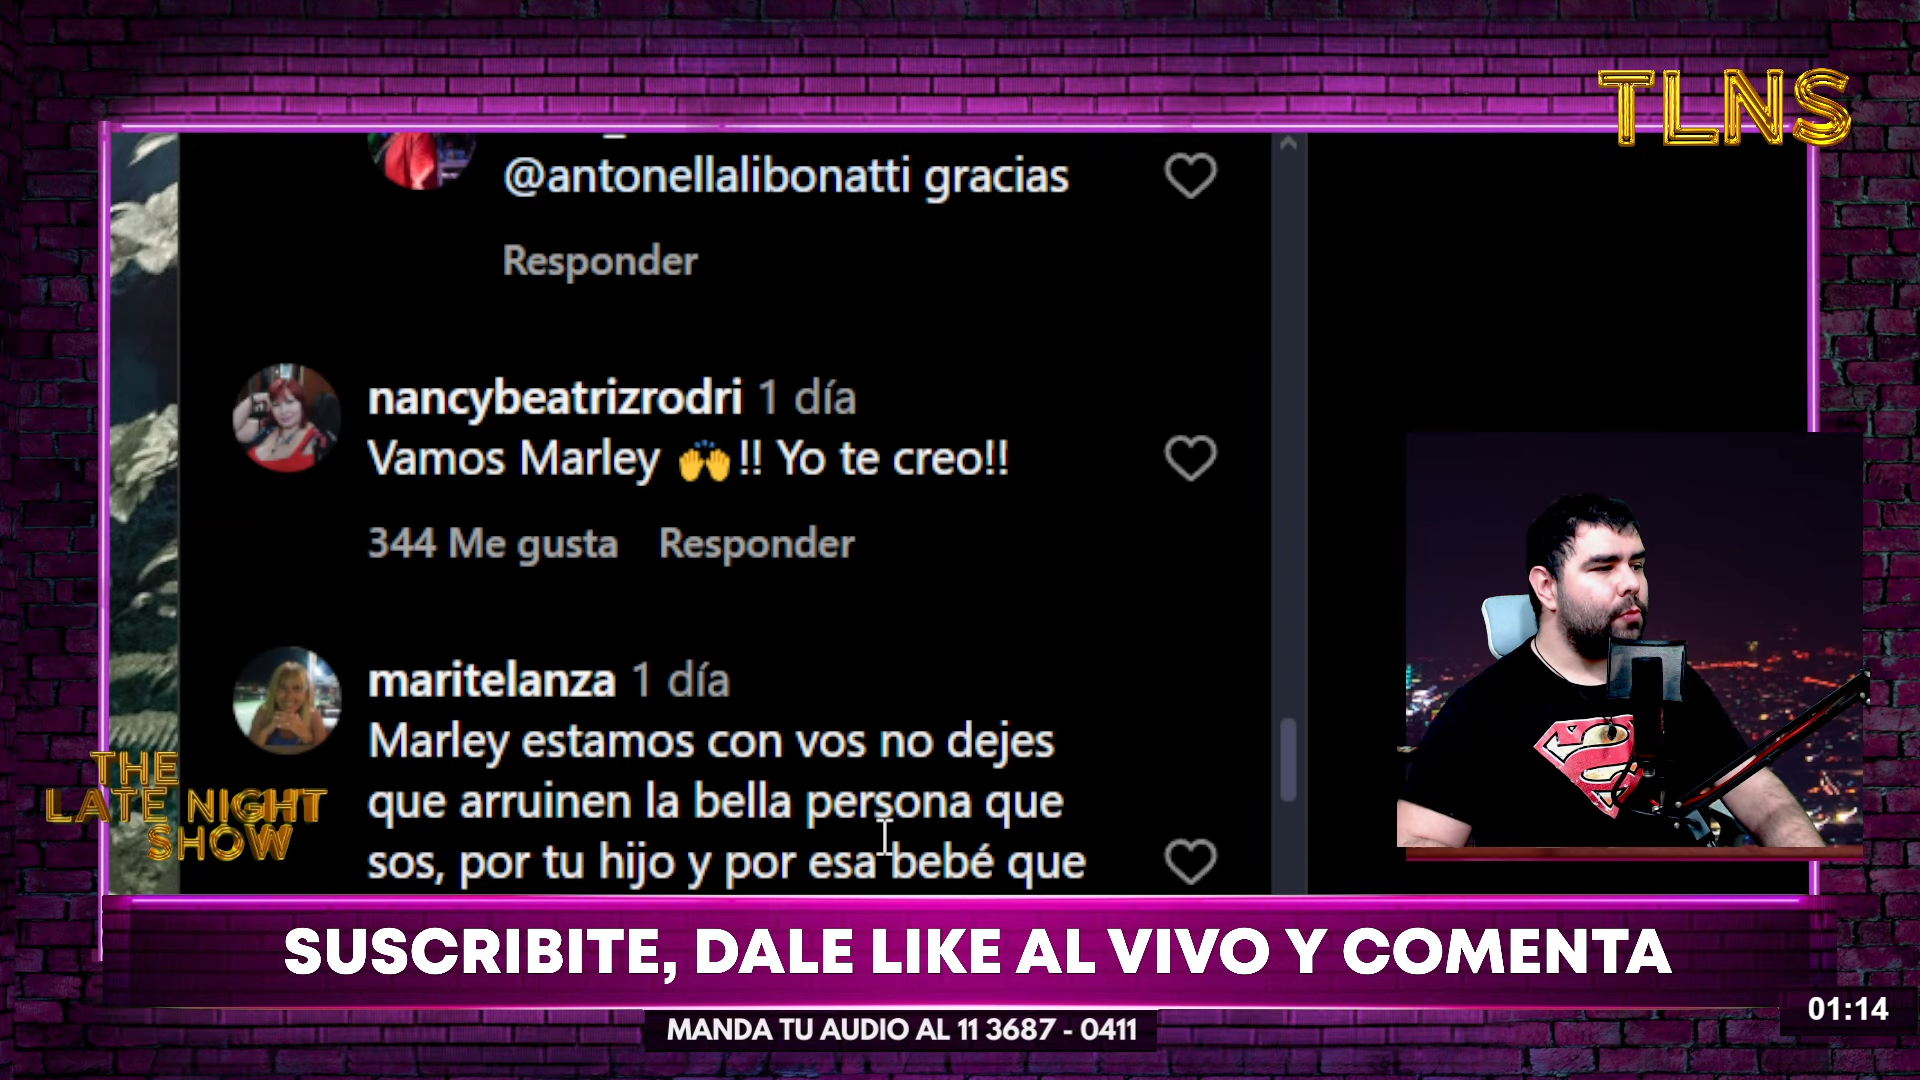 TLNS
@antonellalibonatti gracias
Responder
nancybeatrizrodri 1 día
Vamos Marley 🙌!! Yo te creo!!
344 Me gusta Responder
maritelanza 1 día
Marley estamos con vos no dejes
que arruinen la bella persona que
sos, por tu hijo y por esa bebé que
THE
LATE NIGHT
SHOW
SUSCRIBITE, DALE LIKE AL VIVO Y COMENTA
01:14
MANDA TU AUDIO AL 11 3687 - 0411